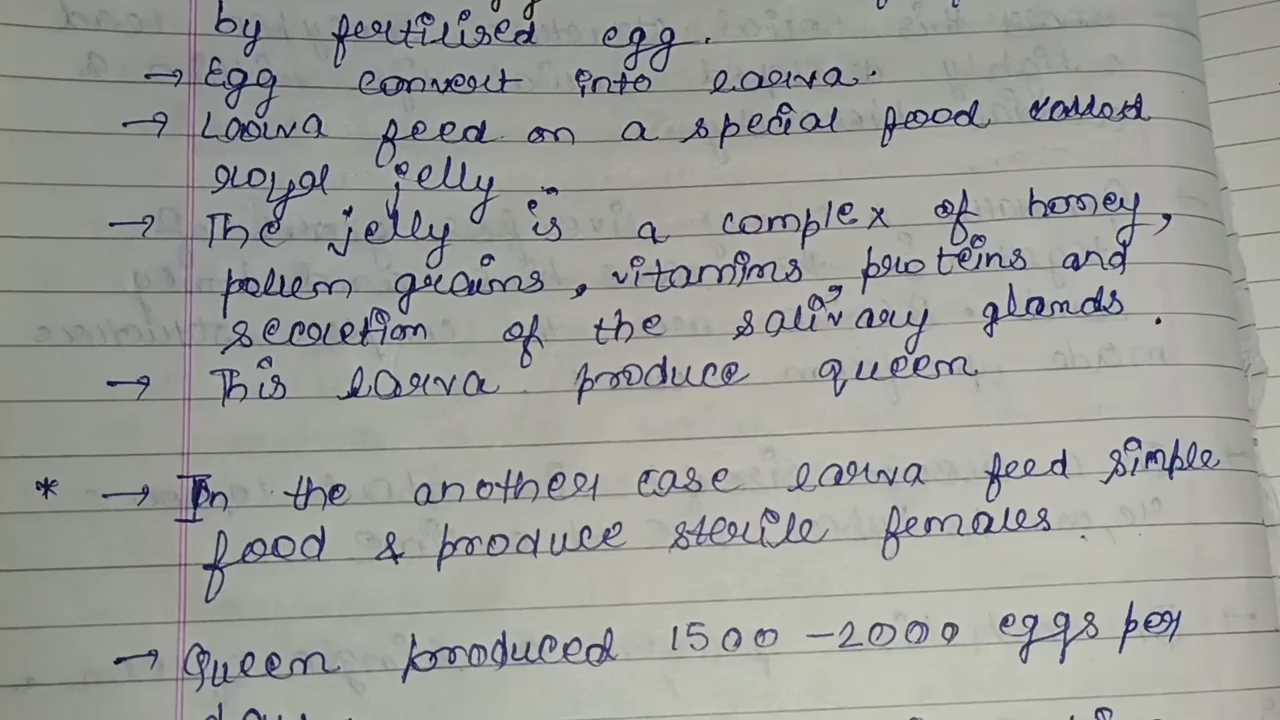 by fertilised egg.
→ Egg convert into larva.
→ Larva feed on a special food called
royal jelly.
→ The jelly is a complex of honey,
pollen grains, vitamins proteins and
secretion of the salivary glands.
→ This larva produce queen
* → In the another case larva feed simple
food & produce sterile females.
→ Queen produced 1500-2000 eggs per